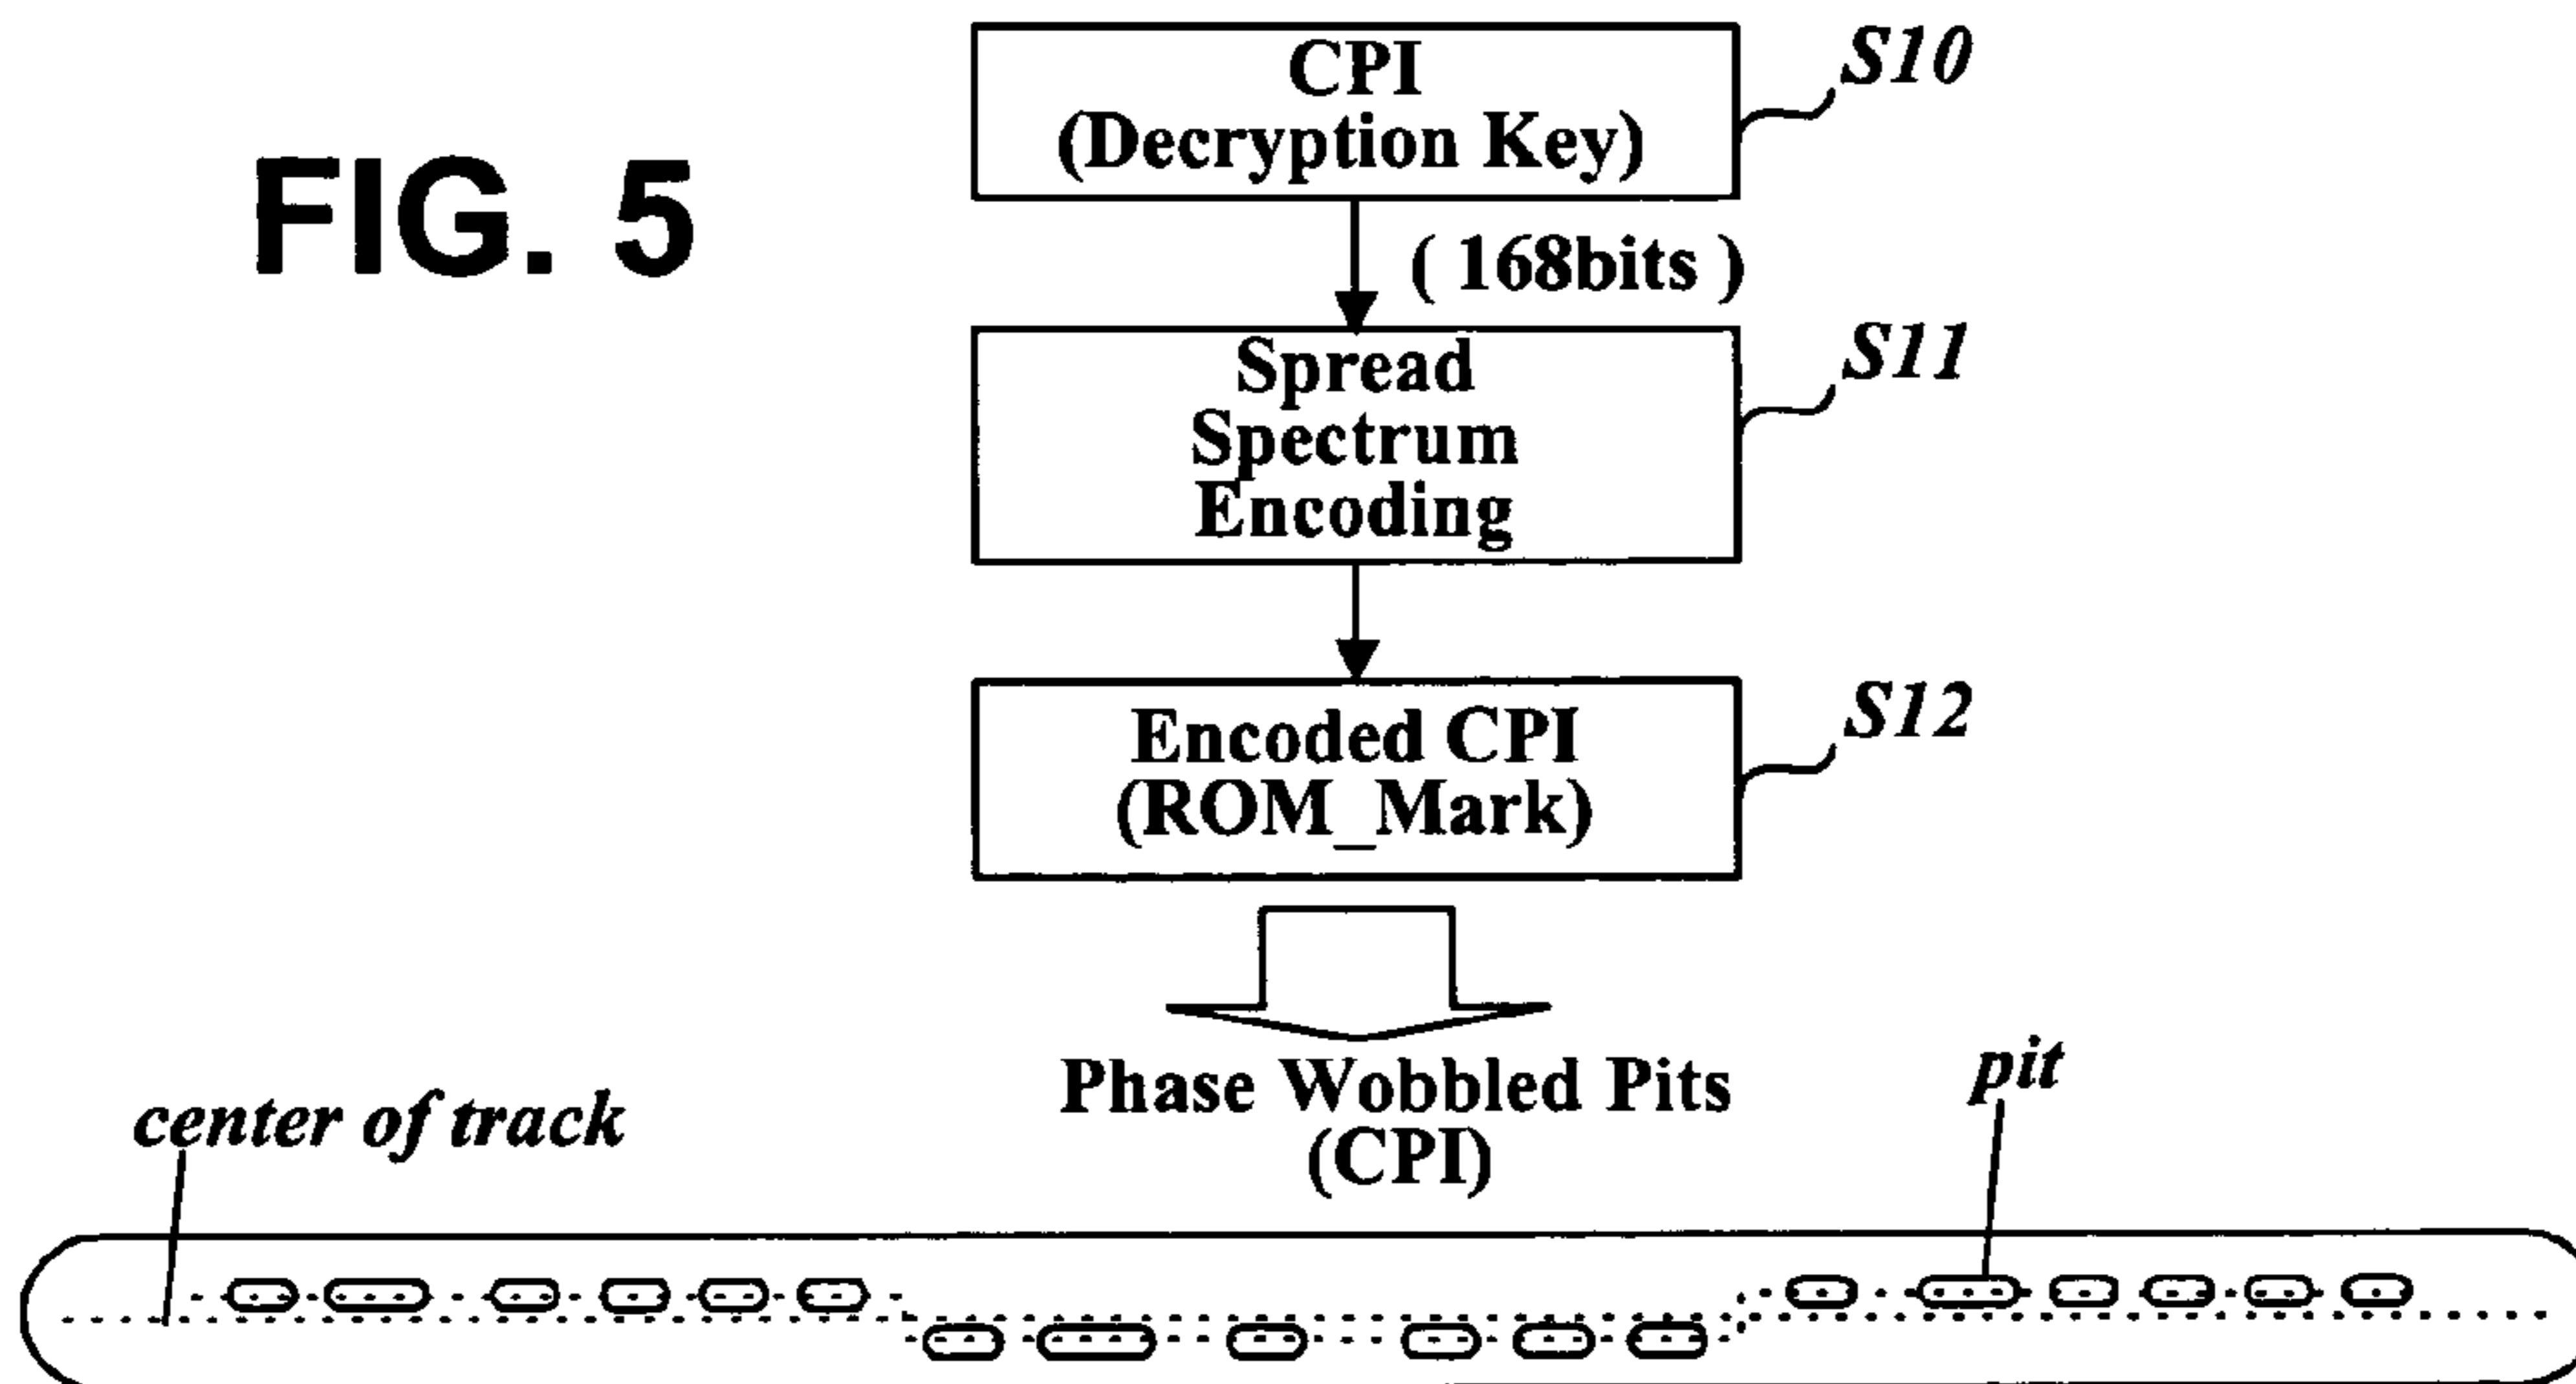 FIG. 5
CPI
(Decryption Key)
S10
( 168bits )
Spread
Spectrum
Encoding
S11
Encoded CPI
(ROM_Mark)
S12
Phase Wobbled Pits
(CPI)
center of track
pit